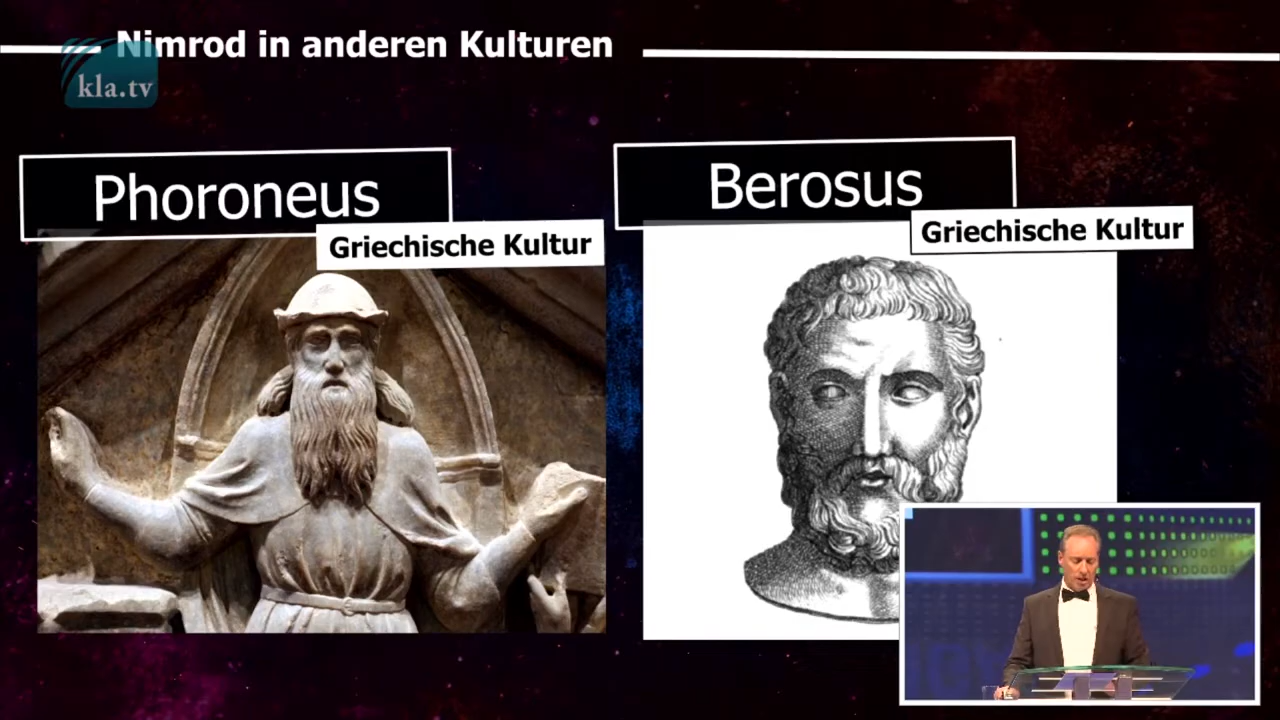 Nimrod in anderen Kulturen
kla.tv
Phoroneus
Griechische Kultur
Berosus
Griechische Kultur